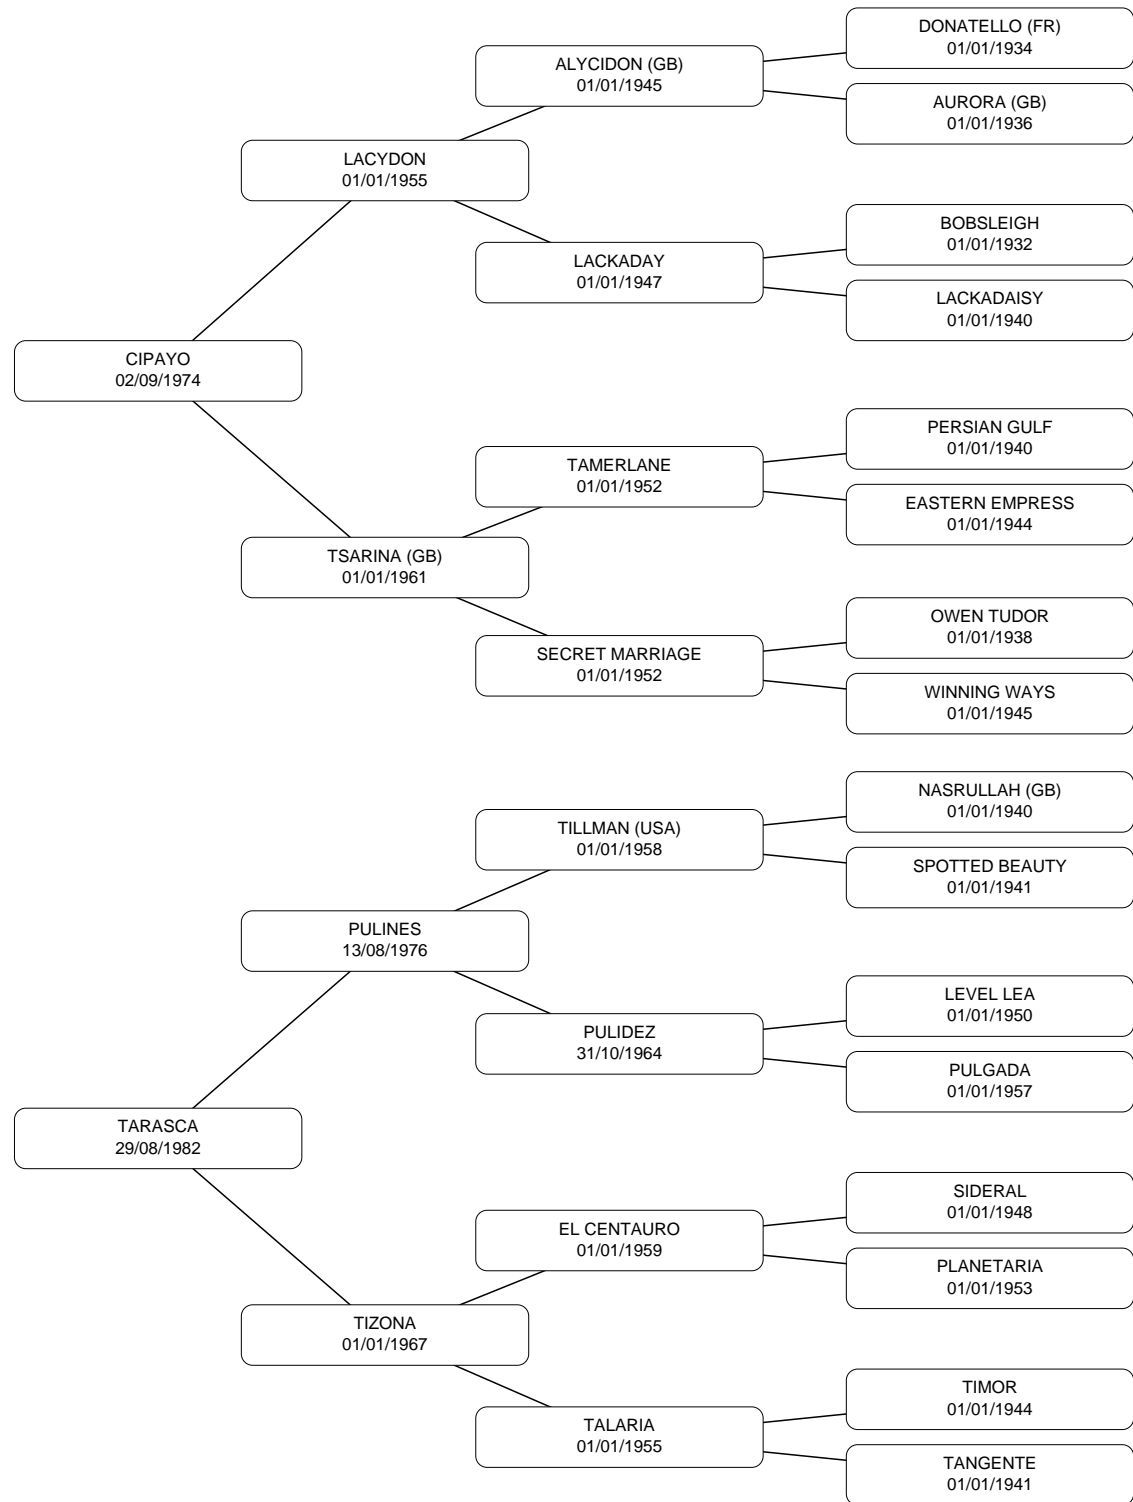 DONATELLO (FR)
01/01/1934
ALYCIDON (GB)
01/01/1945
AURORA (GB)
01/01/1936
LACYDON
01/01/1955
BOBSLEIGH
01/01/1932
LACKADAY
01/01/1947
LACKADAISY
01/01/1940
CIPAYO
02/09/1974
PERSIAN GULF
01/01/1940
TAMERLANE
01/01/1952
EASTERN EMPRESS
01/01/1944
TSARINA (GB)
01/01/1961
OWEN TUDOR
01/01/1938
SECRET MARRIAGE
01/01/1952
WINNING WAYS
01/01/1945
NASRULLAH (GB)
01/01/1940
TILLMAN (USA)
01/01/1958
SPOTTED BEAUTY
01/01/1941
PULINES
13/08/1976
LEVEL LEA
01/01/1950
PULIDEZ
31/10/1964
PULGADA
01/01/1957
TARASCA
29/08/1982
SIDERAL
01/01/1948
EL CENTAURO
01/01/1959
PLANETARIA
01/01/1953
TIZONA
01/01/1967
TIMOR
01/01/1944
TALARIA
01/01/1955
TANGENTE
01/01/1941